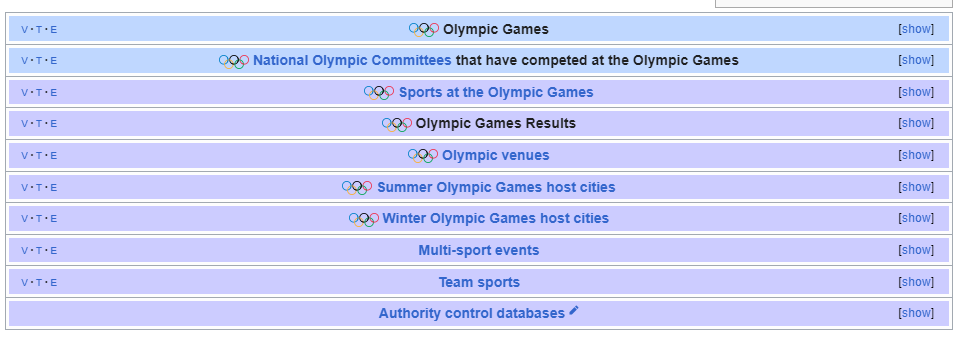 V · T · E Olympic Games [show]
V · T · E National Olympic Committees that have competed at the Olympic Games [show]
V · T · E Sports at the Olympic Games [show]
V · T · E Olympic Games Results [show]
V · T · E Olympic venues [show]
V · T · E Summer Olympic Games host cities [show]
V · T · E Winter Olympic Games host cities [show]
V · T · E Multi-sport events [show]
V · T · E Team sports [show]
Authority control databases [show]